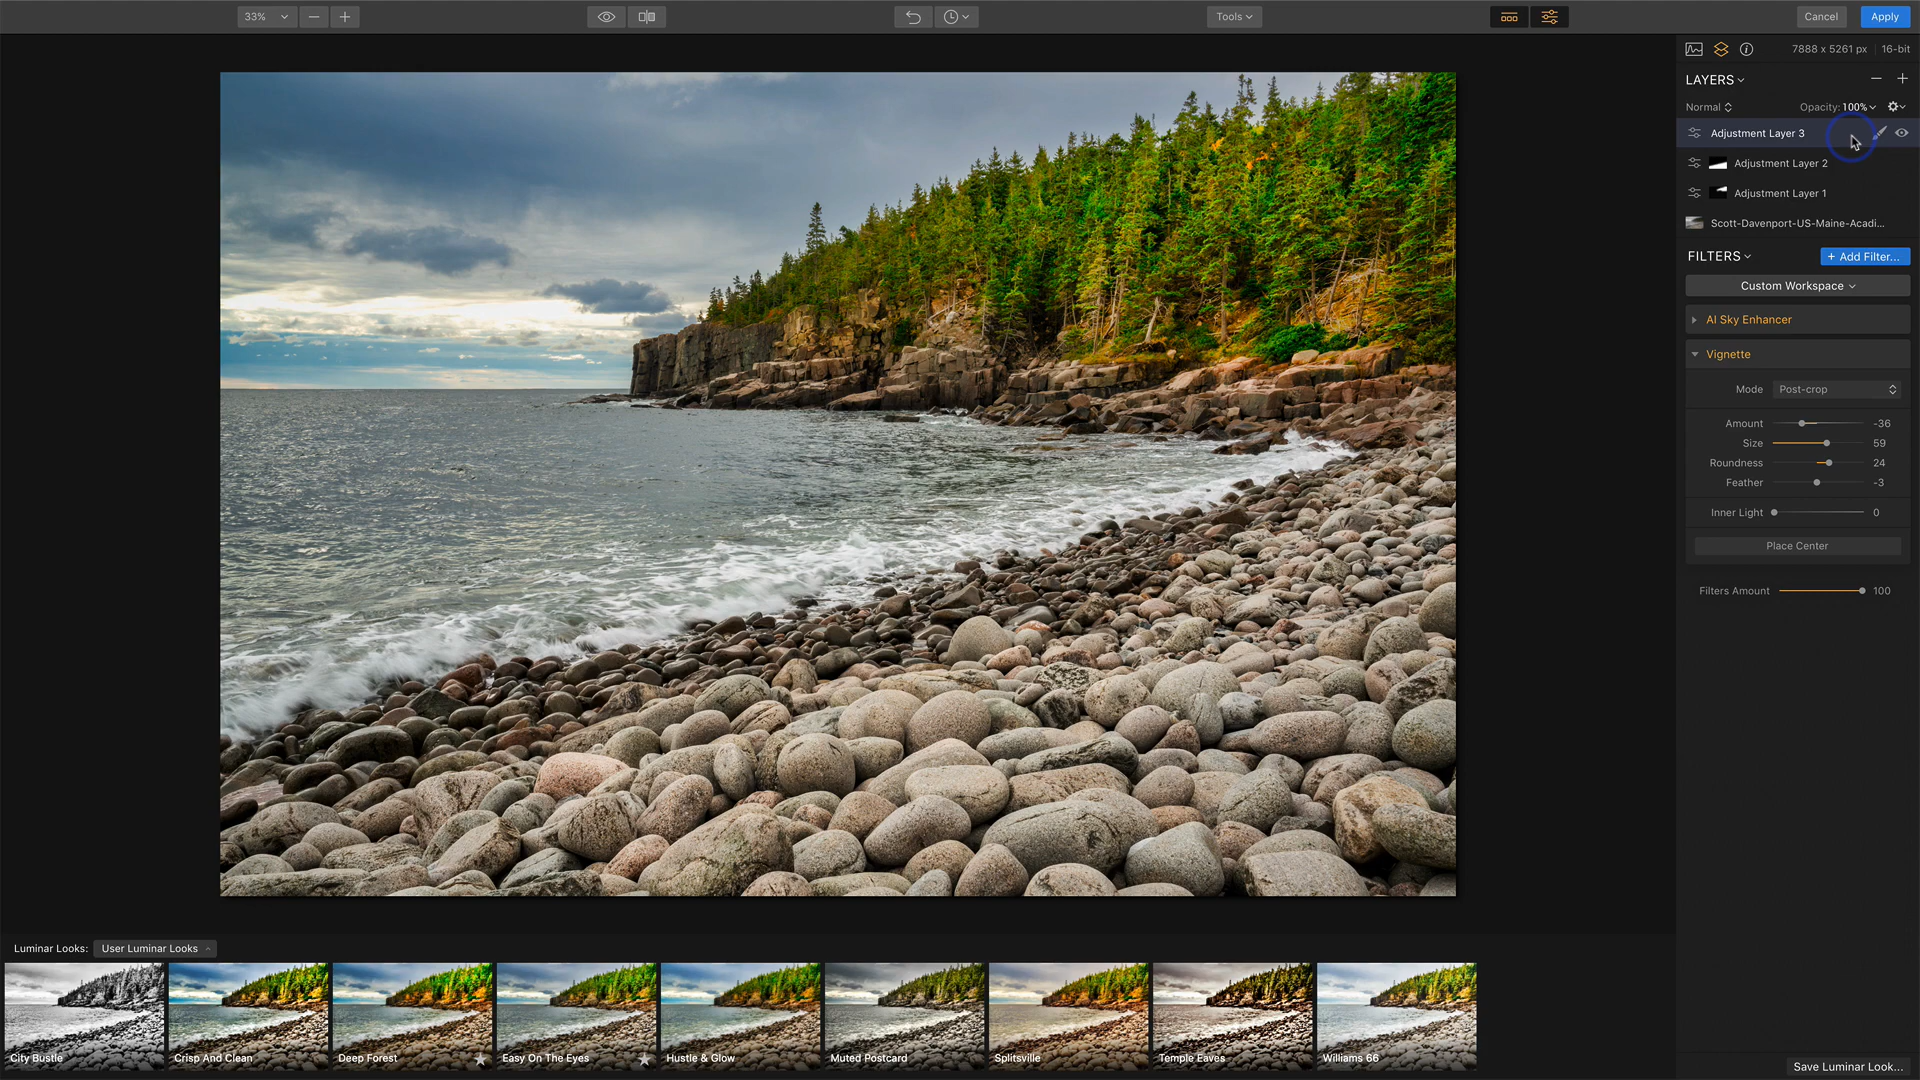 33%
Tools
Cancel
Apply
7888 x 5261 px
16-bit
LAYERS
Normal
Opacity: 100%
Adjustment Layer 3
Adjustment Layer 2
Adjustment Layer 1
Scott-Davenport-US-Maine-Acadi...
FILTERS
+ Add Filter...
Custom Workspace
AI Sky Enhancer
Vignette
Mode Post-crop
Amount -36
Size 59
Roundness 24
Feather -3
Inner Light 0
Place Center
Filters Amount 100
Luminar Looks: User Luminar Looks
City Bustle
Crisp And Clean
Deep Forest
Easy On The Eyes
Hustle & Glow
Muted Postcard
Splitsville
Temple Eaves
Williams 66
Save Luminar Look...